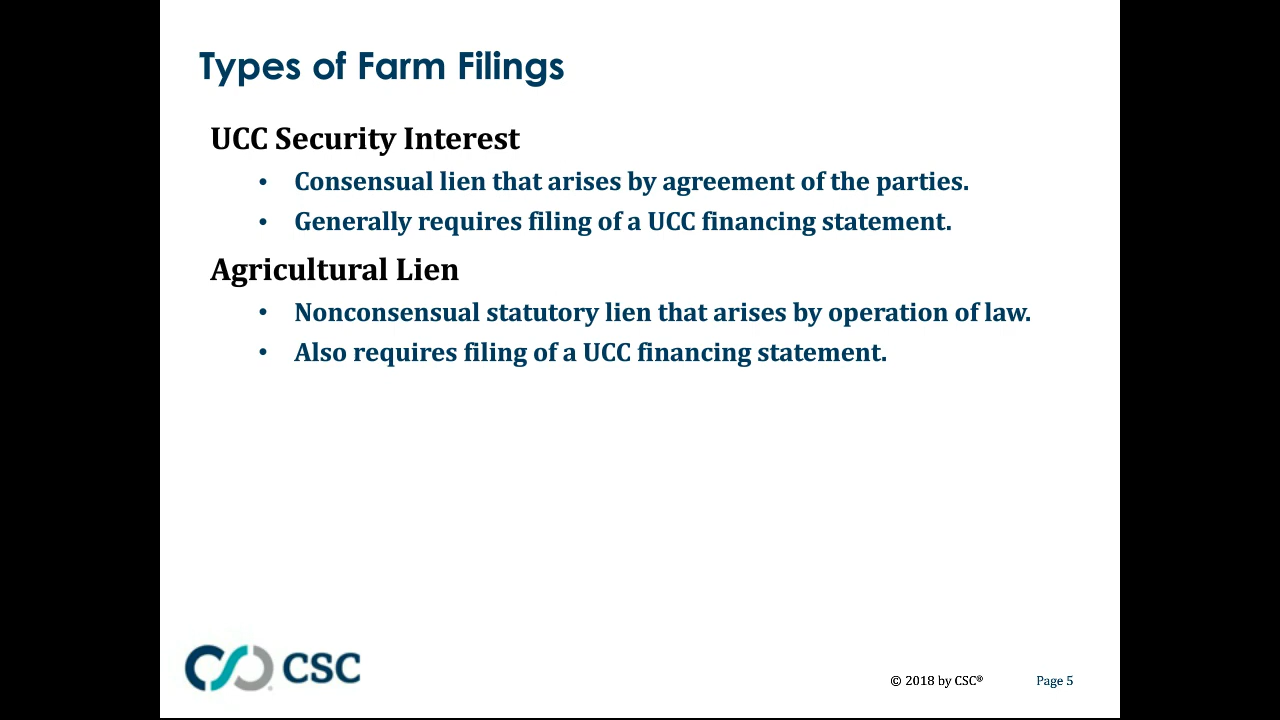 Types of Farm Filings
UCC Security Interest
• Consensual lien that arises by agreement of the parties.
• Generally requires filing of a UCC financing statement.
Agricultural Lien
• Nonconsensual statutory lien that arises by operation of law.
• Also requires filing of a UCC financing statement.
CSC
© 2018 by CSC®
Page 5